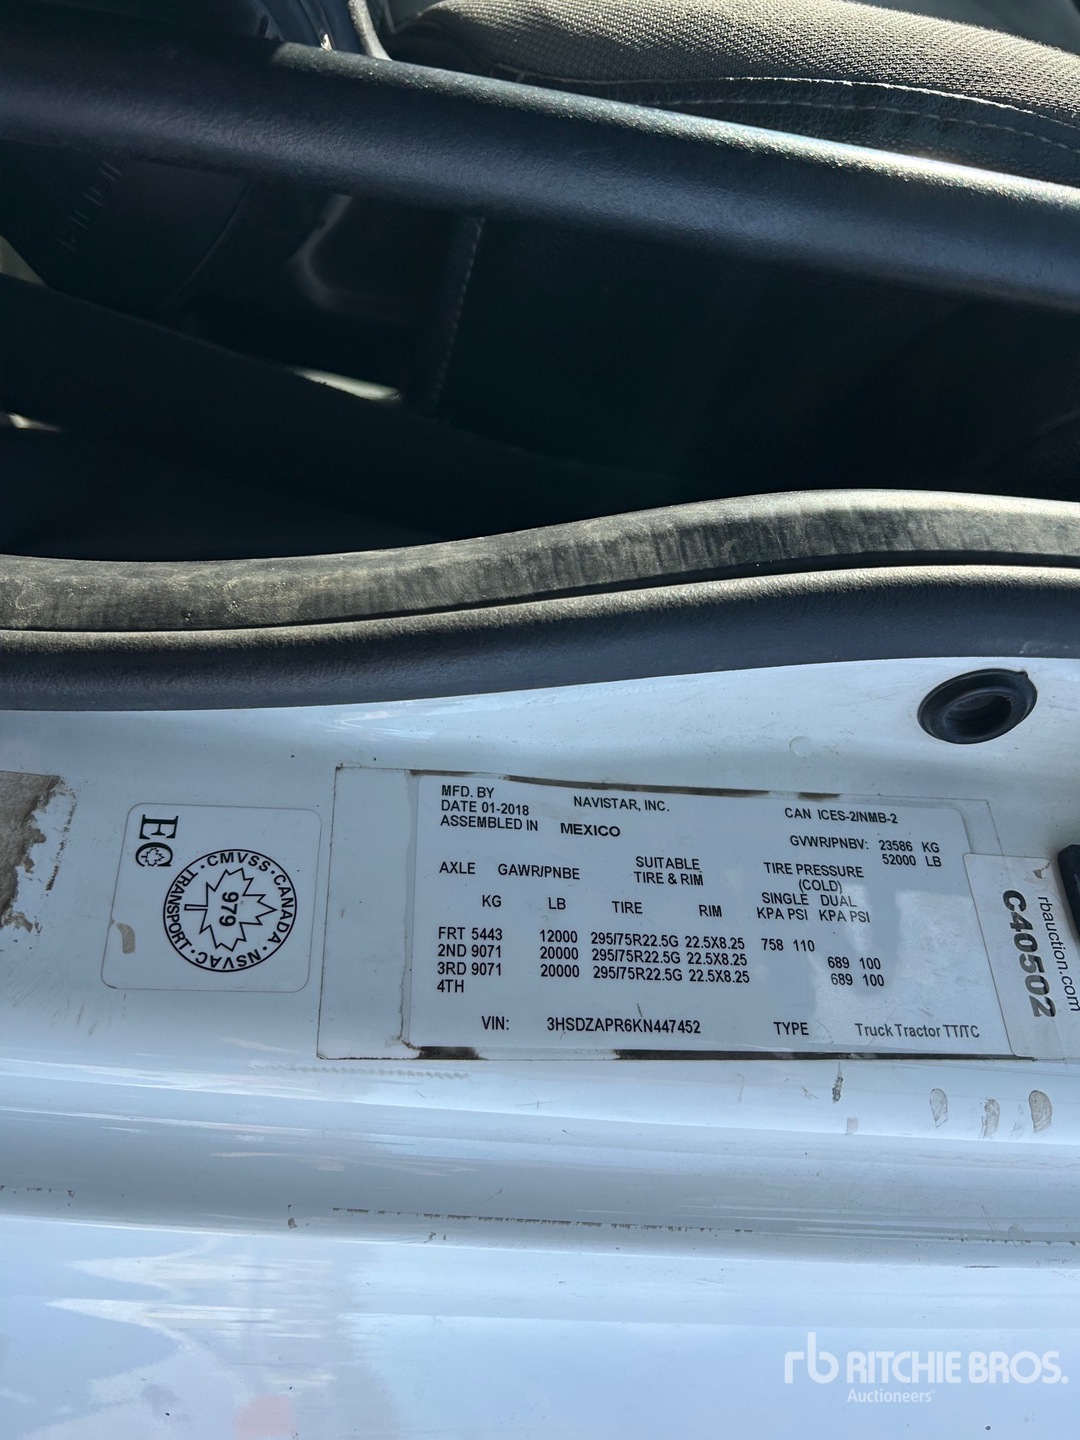 EC
CMVSS·CANADA·NSVAC·TRANSPORT·
979
MFD. BY NAVISTAR, INC. CAN ICES-2/NMB-2
DATE 01-2018
ASSEMBLED IN MEXICO
GVWR/PNBV: 23586 KG
52000 LB
AXLE GAWR/PNBE SUITABLE TIRE & RIM TIRE PRESSURE (COLD)
SINGLE DUAL
KG LB TIRE RIM KPA PSI KPA PSI
FRT 5443 12000 295/75R22.5G 22.5X8.25 758 110
2ND 9071 20000 295/75R22.5G 22.5X8.25 689 100
3RD 9071 20000 295/75R22.5G 22.5X8.25 689 100
4TH
VIN: 3HSDZAPR6KN447452 TYPE Truck Tractor TT/TC
rbauction.com
C40502
rb RITCHIE BROS.
Auctioneers